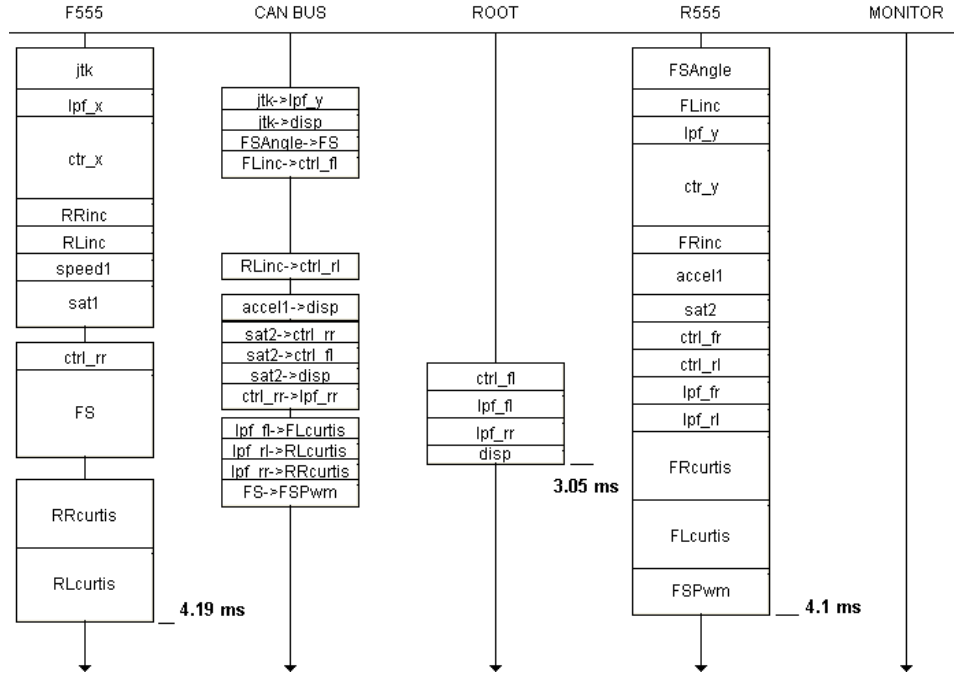 F555
CAN BUS
ROOT
R555
MONITOR
jtk
lpf_x
ctr_x
RRinc
RLinc
speed1
sat1
ctrl_rr
FS
RRcurtis
RLcurtis
4.19 ms
jtk->lpf_y
jtk->disp
FSAngle->FS
FLinc->ctrl_fl
RLinc->ctrl_rl
accel1->disp
sat2->ctrl_rr
sat2->ctrl_fl
sat2->disp
ctrl_rr->lpf_rr
lpf_fl->FLcurtis
lpf_rl->RLcurtis
lpf_rr->RRcurtis
FS->FSPwm
ctrl_fl
lpf_fl
lpf_rr
disp
3.05 ms
FSAngle
FLinc
lpf_y
ctr_y
FRinc
accel1
sat2
ctrl_fr
ctrl_rl
lpf_fr
lpf_rl
FRcurtis
FLcurtis
FSPwm
4.1 ms